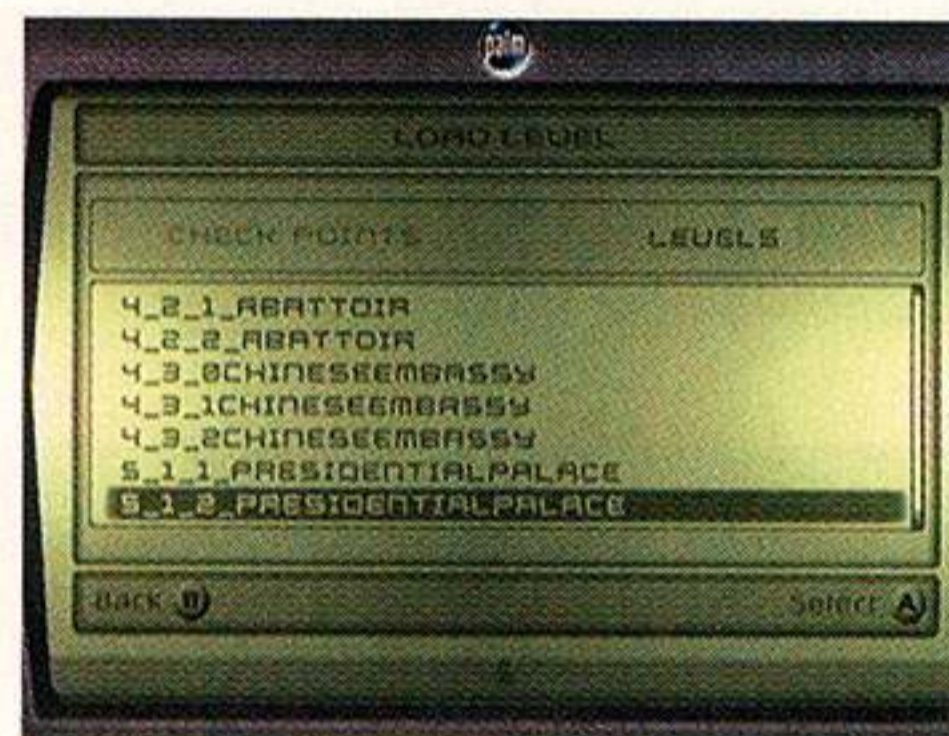 palm
LOAD LEVEL
CHECK POINTS LEVELS
4_2_1_ABATTOIR
4_2_2_ABATTOIR
4_3_0CHINESEEMBASSY
4_3_1CHINESEEMBASSY
4_3_2CHINESEEMBASSY
5_1_1_PRESIDENTIALPALACE
5_1_2_PRESIDENTIALPALACE
Back B
Select A